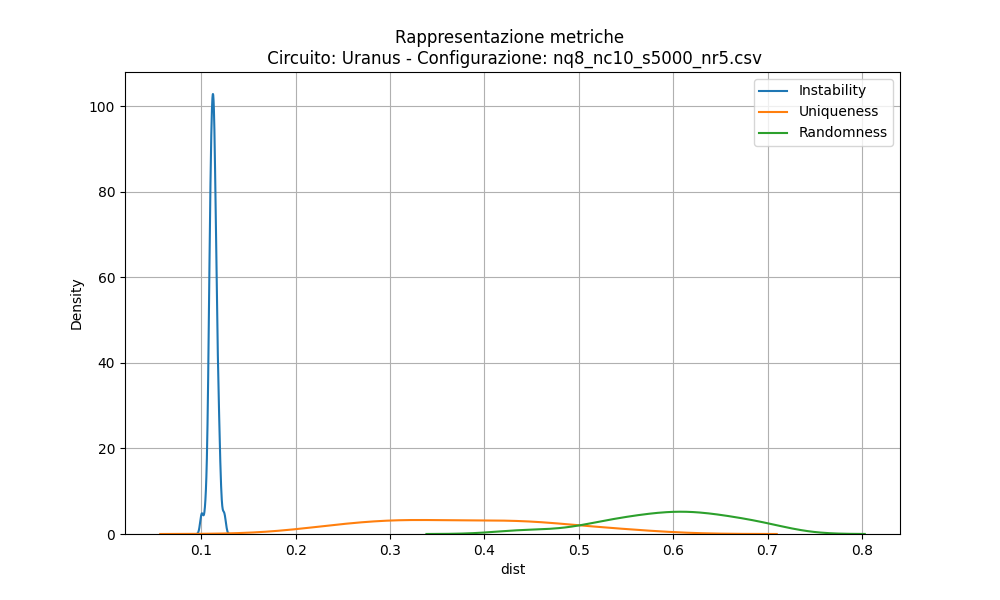 Rappresentazione metriche
Circuito: Uranus - Configurazione: nq8_nc10_s5000_nr5.csv
Instability
Uniqueness
Randomness
100
80
60
40
20
0
Density
0.1 0.2 0.3 0.4 0.5 0.6 0.7 0.8
dist